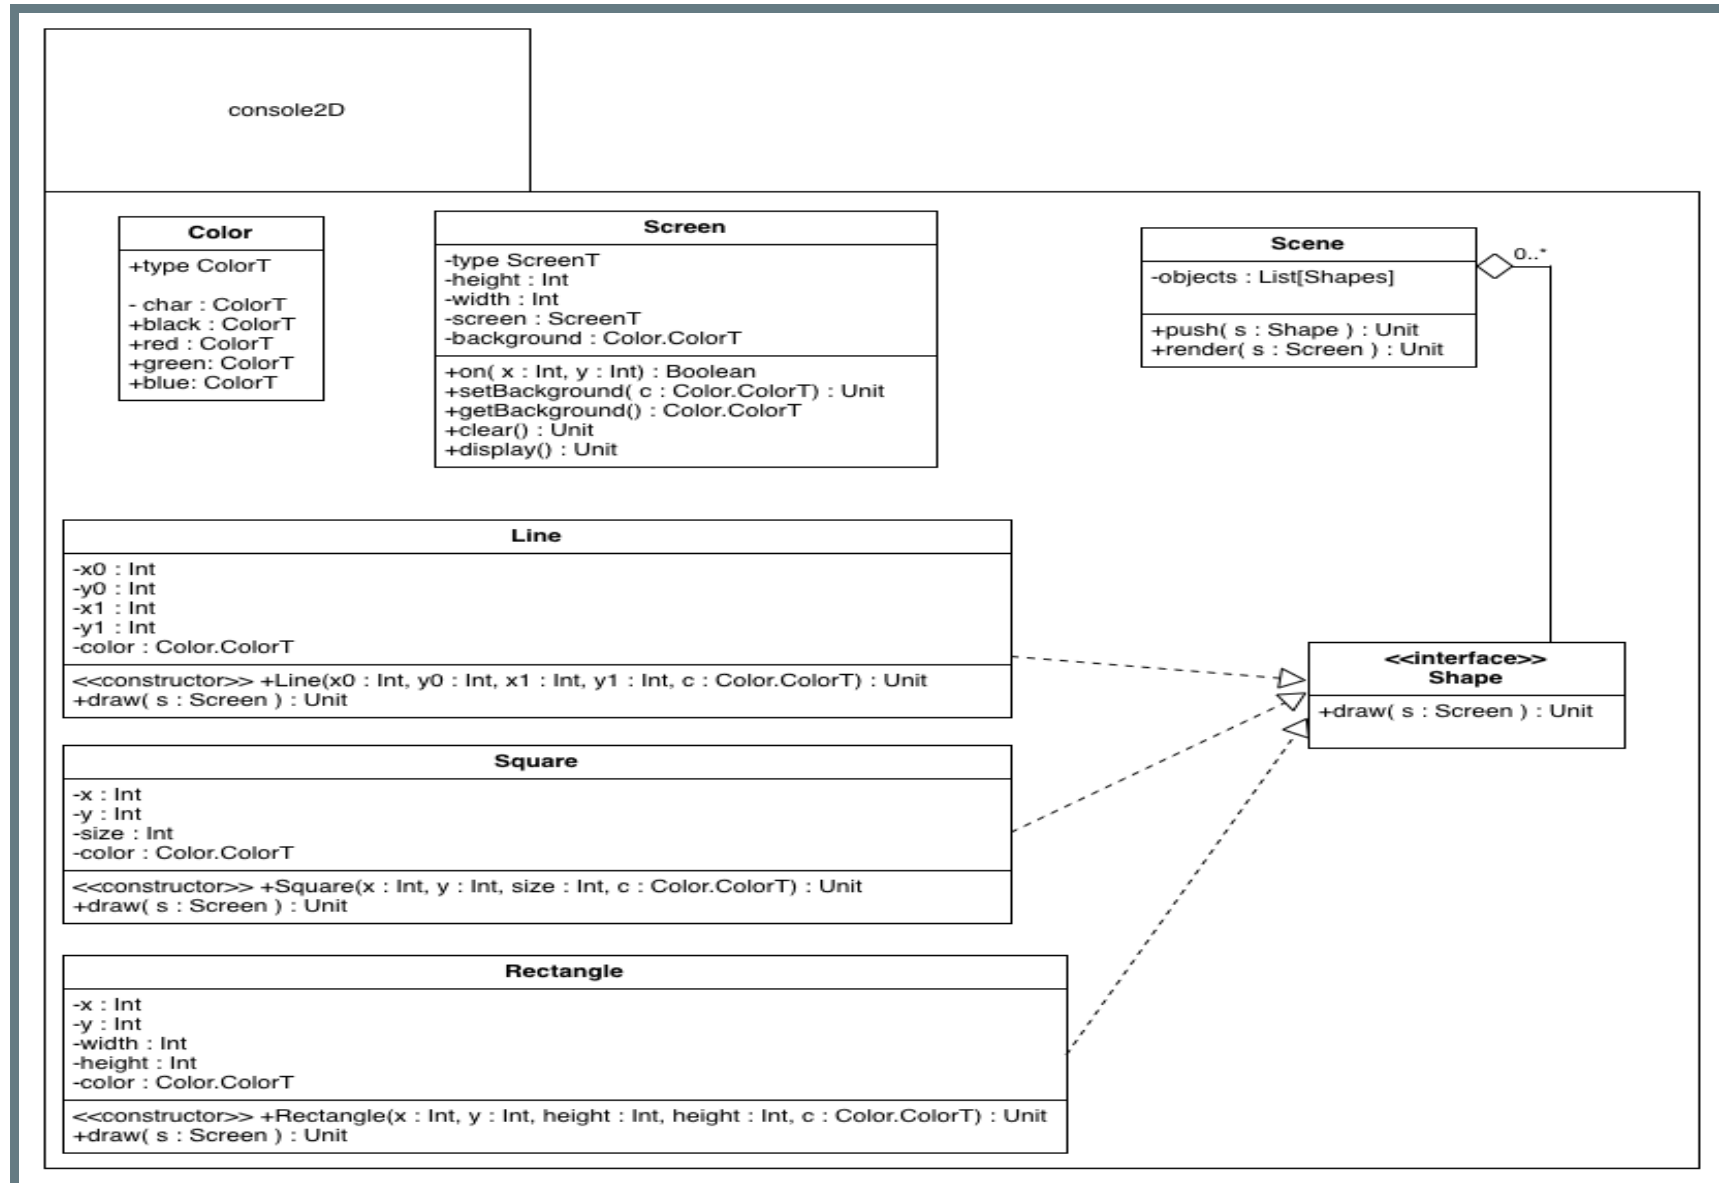 console2D
Color
+type ColorT
- char : ColorT
+black : ColorT
+red : ColorT
+green: ColorT
+blue: ColorT
Screen
-type ScreenT
-height : Int
-width : Int
-screen : ScreenT
-background : Color.ColorT
+on( x : Int, y : Int) : Boolean
+setBackground( c : Color.ColorT) : Unit
+getBackground() : Color.ColorT
+clear() : Unit
+display() : Unit
Scene
-objects : List[Shapes]
+push( s : Shape ) : Unit
+render( s : Screen ) : Unit
0..*
Line
-x0 : Int
-y0 : Int
-x1 : Int
-y1 : Int
-color : Color.ColorT
<<constructor>> +Line(x0 : Int, y0 : Int, x1 : Int, y1 : Int, c : Color.ColorT) : Unit
+draw( s : Screen ) : Unit
<<interface>>
Shape
+draw( s : Screen ) : Unit
Square
-x : Int
-y : Int
-size : Int
-color : Color.ColorT
<<constructor>> +Square(x : Int, y : Int, size : Int, c : Color.ColorT) : Unit
+draw( s : Screen ) : Unit
Rectangle
-x : Int
-y : Int
-width : Int
-height : Int
-color : Color.ColorT
<<constructor>> +Rectangle(x : Int, y : Int, height : Int, height : Int, c : Color.ColorT) : Unit
+draw( s : Screen ) : Unit